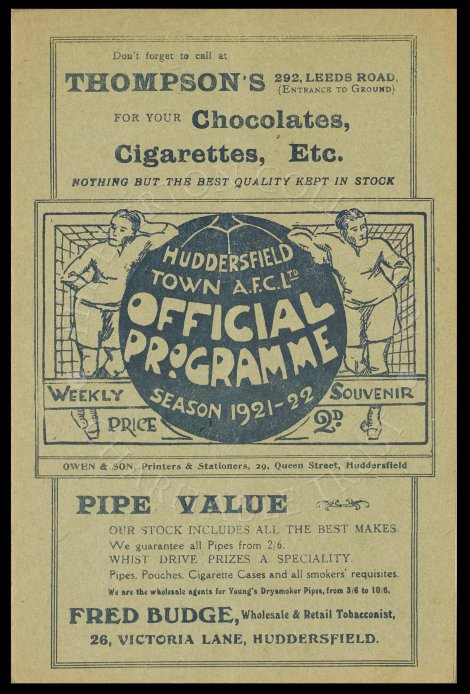 Don't forget to call at
THOMPSON'S 292, LEEDS ROAD,
(ENTRANCE TO GROUND)
FOR YOUR Chocolates,
Cigarettes, Etc.
NOTHING BUT THE BEST QUALITY KEPT IN STOCK
HUDDERSFIELD
TOWN A.F.C. LTD
OFFICIAL
PROGRAMME
SEASON 1921-22
WEEKLY SOUVENIR
PRICE 2D
OWEN & SON, Printers & Stationers, 29, Queen Street, Huddersfield
PIPE VALUE
OUR STOCK INCLUDES ALL THE BEST MAKES.
We guarantee all Pipes from 2/6.
WHIST DRIVE PRIZES A SPECIALITY.
Pipes, Pouches, Cigarette Cases and all smokers' requisites.
We are the wholesale agents for Young's Drysmoker Pipes, from 5/6 to 10/6.
FRED BUDGE, Wholesale & Retail Tobacconist,
26, VICTORIA LANE, HUDDERSFIELD.